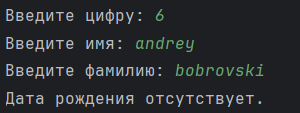 Введите цифру: 6
Введите имя: andrey
Введите фамилию: bobrovski
Дата рождения отсутствует.